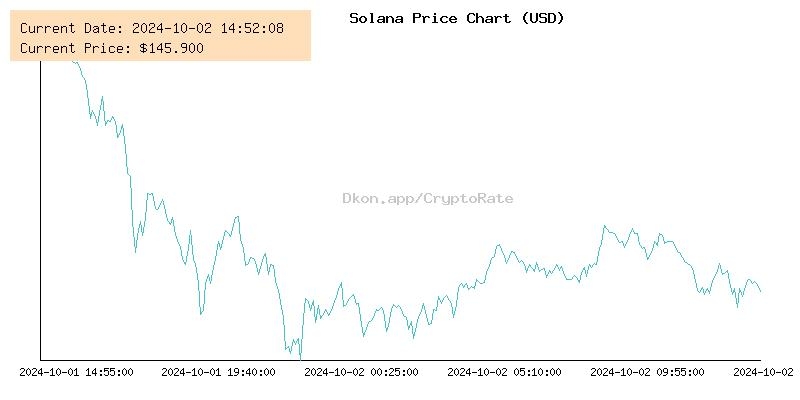 Solana Price Chart (USD)
Current Date: 2024-10-02 14:52:08
Current Price: $145.900
Dkon.app/CryptoRate
2024-10-01 14:55:00
2024-10-01 19:40:00
2024-10-02 00:25:00
2024-10-02 05:10:00
2024-10-02 09:55:00
2024-10-02